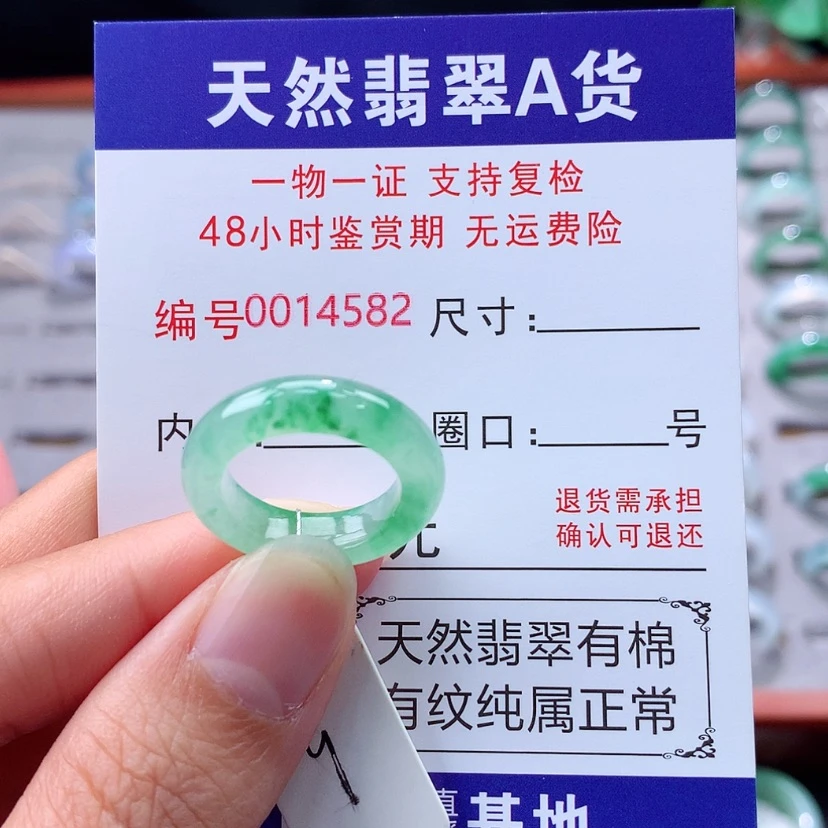 天然翡翠A货
一物一证 支持复检
48小时鉴赏期 无运费险
编号0014582 尺寸:
内 : 圈口: 号
元
退货需承担
确认可退还
天然翡翠有棉
有纹纯属正常
基地